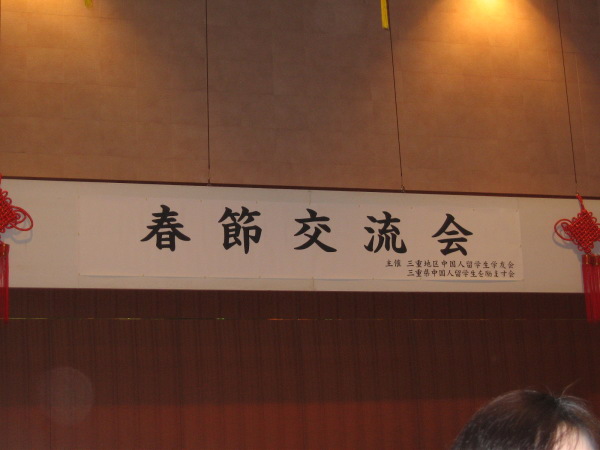 春節交流会
主催 三重地区中国人留学生学友会
三重県中国人留学生を励ます会